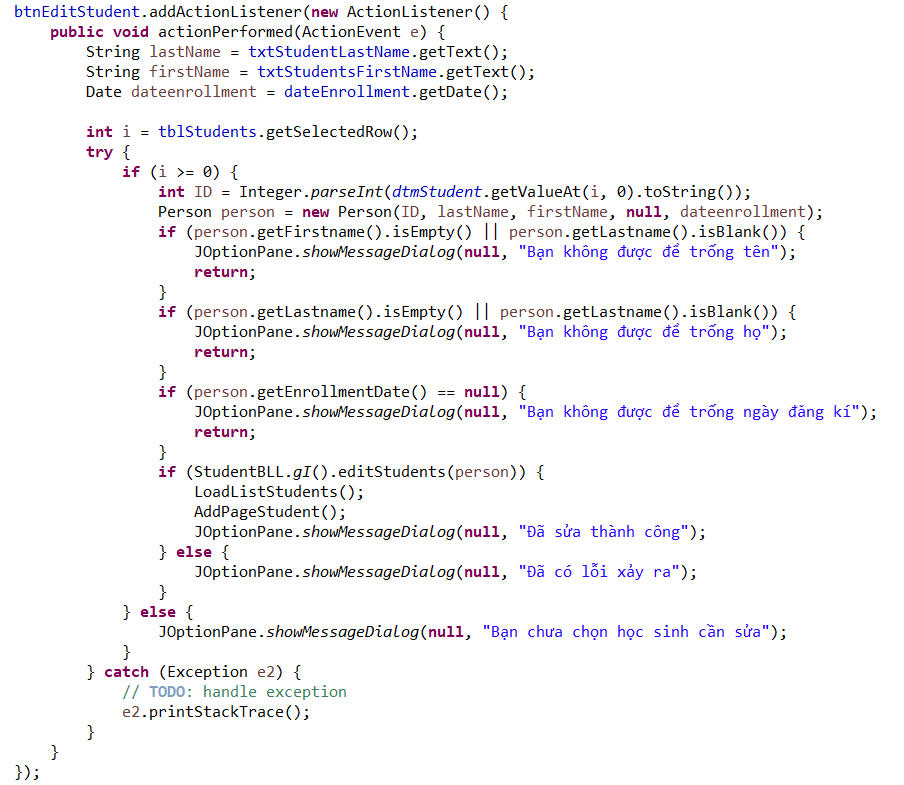 btnEditStudent.addActionListener(new ActionListener() {
public void actionPerformed(ActionEvent e) {
String lastName = txtStudentLastName.getText();
String firstName = txtStudentsFirstName.getText();
Date dateenrollment = dateEnrollment.getDate();
int i = tblStudents.getSelectedRow();
try {
if (i >= 0) {
int ID = Integer.parseInt(dtmStudent.getValueAt(i, 0).toString());
Person person = new Person(ID, lastName, firstName, null, dateenrollment);
if (person.getFirstname().isEmpty() || person.getLastname().isBlank()) {
JOptionPane.showMessageDialog(null, "Bạn không được để trống tên");
return;
}
if (person.getLastname().isEmpty() || person.getLastname().isBlank()) {
JOptionPane.showMessageDialog(null, "Bạn không được để trống họ");
return;
}
if (person.getEnrollmentDate() == null) {
JOptionPane.showMessageDialog(null, "Bạn không được để trống ngày đăng kí");
return;
}
if (StudentBLL.gI().editStudents(person)) {
LoadListStudents();
AddPageStudent();
JOptionPane.showMessageDialog(null, "Đã sửa thành công");
} else {
JOptionPane.showMessageDialog(null, "Đã có lỗi xảy ra");
}
} else {
JOptionPane.showMessageDialog(null, "Bạn chưa chọn học sinh cần sửa");
}
} catch (Exception e2) {
// TODO: handle exception
e2.printStackTrace();
}
}
});